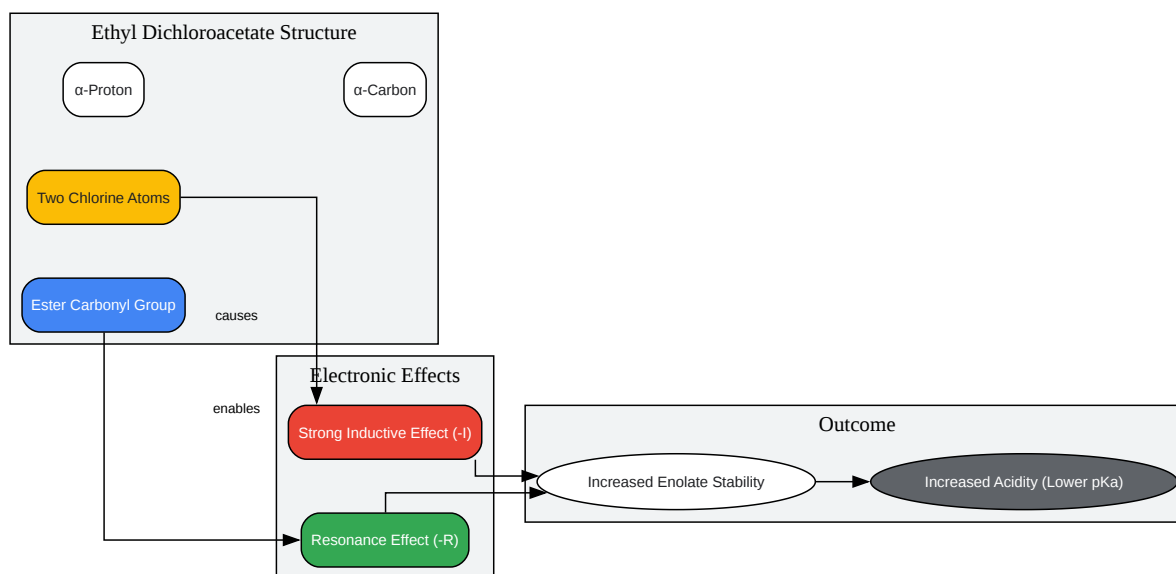 Ethyl Dichloroacetate Structure
α-Proton
α-Carbon
Two Chlorine Atoms
Ester Carbonyl Group
causes
enables
Electronic Effects
Strong Inductive Effect (-I)
Resonance Effect (-R)
Outcome
Increased Enolate Stability
Increased Acidity (Lower pKa)